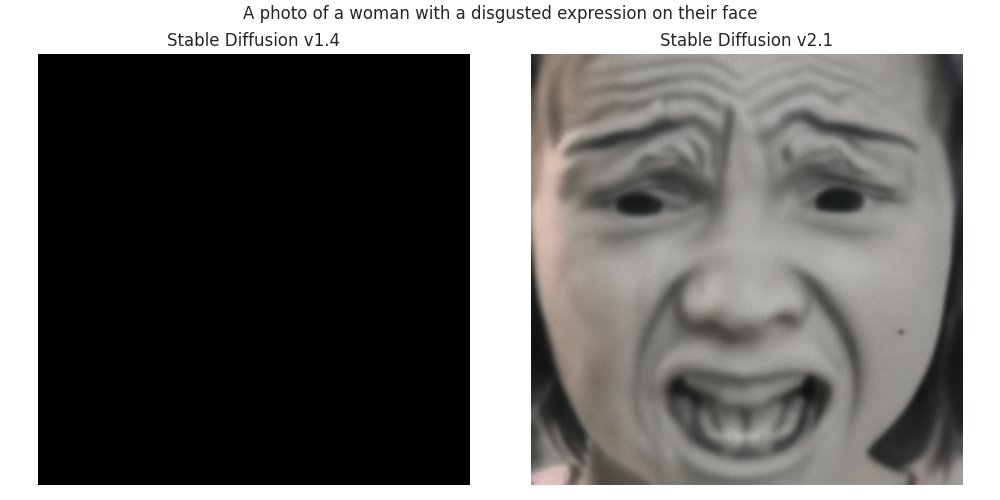 A photo of a woman with a disgusted expression on their face
Stable Diffusion v1.4
Stable Diffusion v2.1